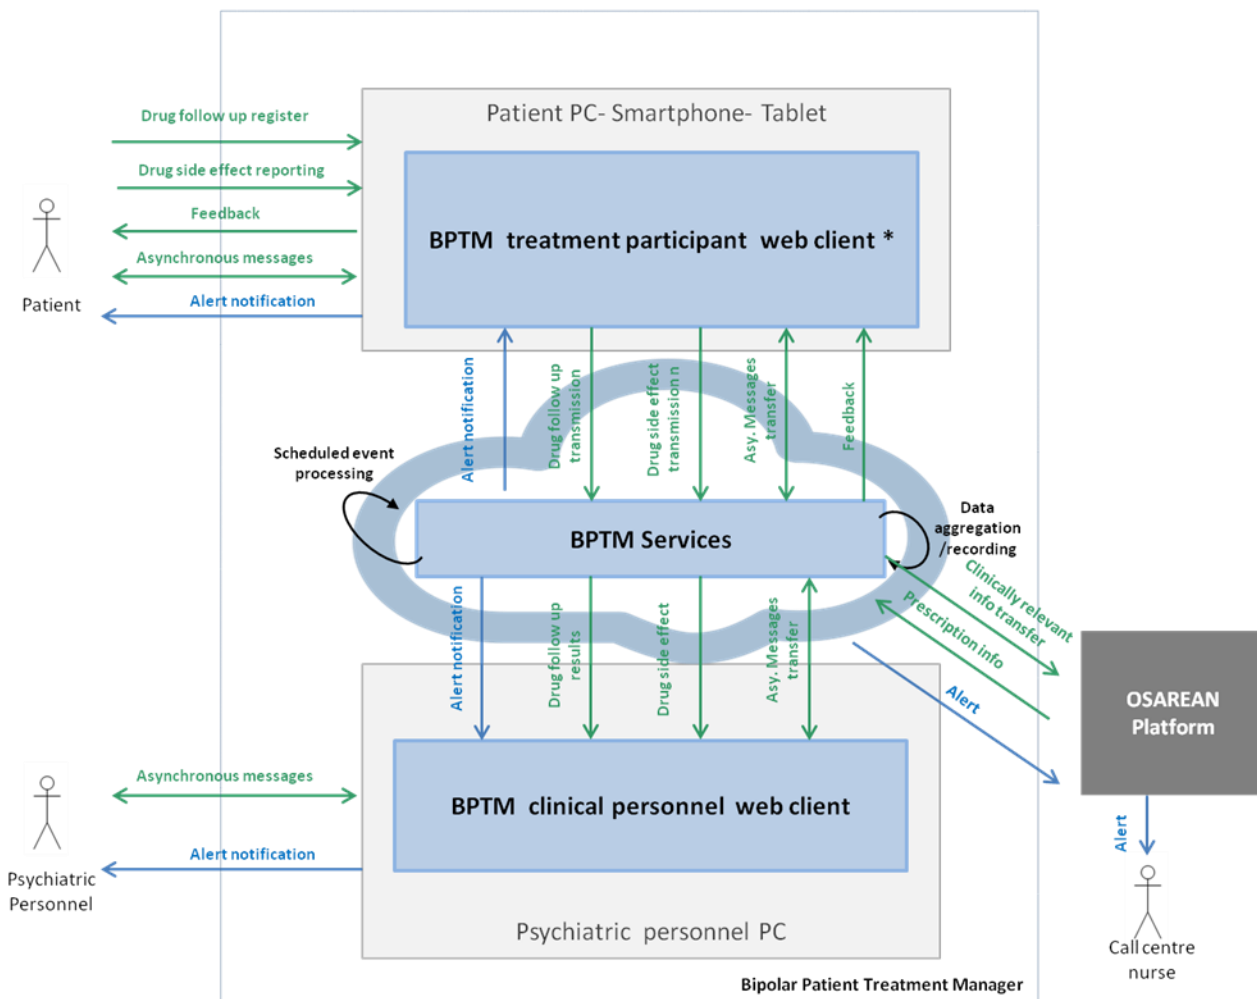 Patient PC- Smartphone- Tablet
Drug follow up register
Drug side effect reporting
Feedback
Asynchronous messages
Alert notification
Patient
BPTM treatment participant web client *
Alert notification
Drug follow up
transmission
Drug side effect
transmission n
Asy. Messages
transfer
Feedback
Scheduled event
processing
BPTM Services
Data
aggregation
/recording
Clinically relevant
info transfer
Prescription info
Alert
Alert notification
Drug follow up
results
Drug side effect
Asy. Messages
transfer
OSAREAN
Platform
Alert
Call centre
nurse
Asynchronous messages
Alert notification
Psychiatric
Personnel
BPTM clinical personnel web client
Psychiatric personnel PC
Bipolar Patient Treatment Manager